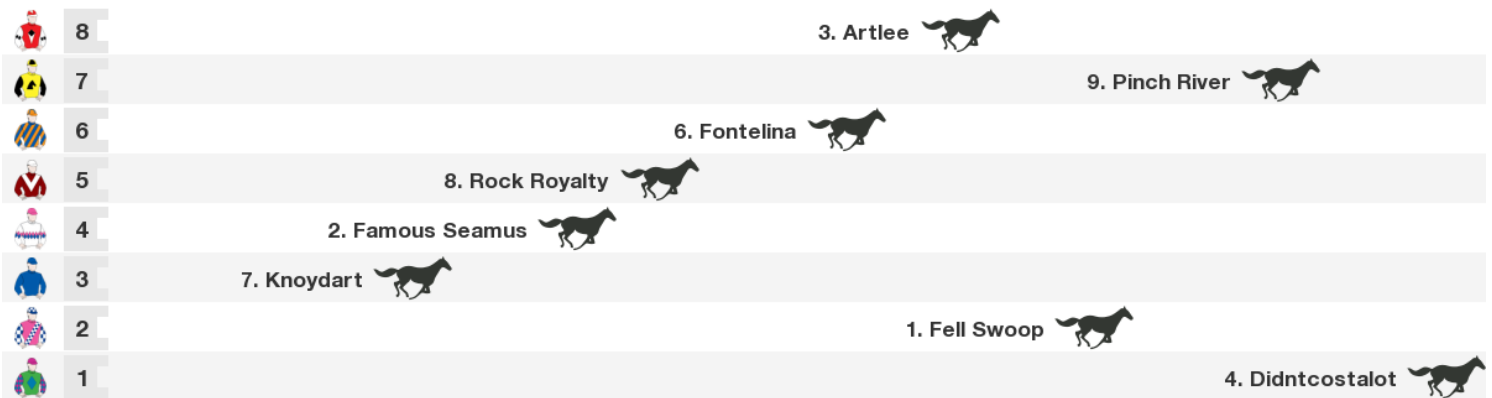 8 3. Artlee
7 9. Pinch River
6 6. Fontelina
5 8. Rock Royalty
4 2. Famous Seamus
3 7. Knoydart
2 1. Fell Swoop
1 4. Didntcostalot